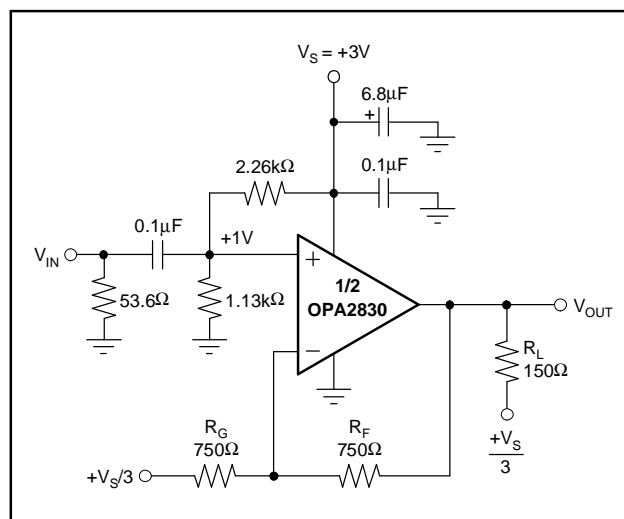 V_S = +3V
6.8μF
+
2.26kΩ
0.1μF
0.1μF
+1V
V_IN
+
53.6Ω
1.13kΩ
1/2
OPA2830
V_OUT
−
R_L
150Ω
R_G
750Ω
R_F
750Ω
+V_S/3
+V_S
3